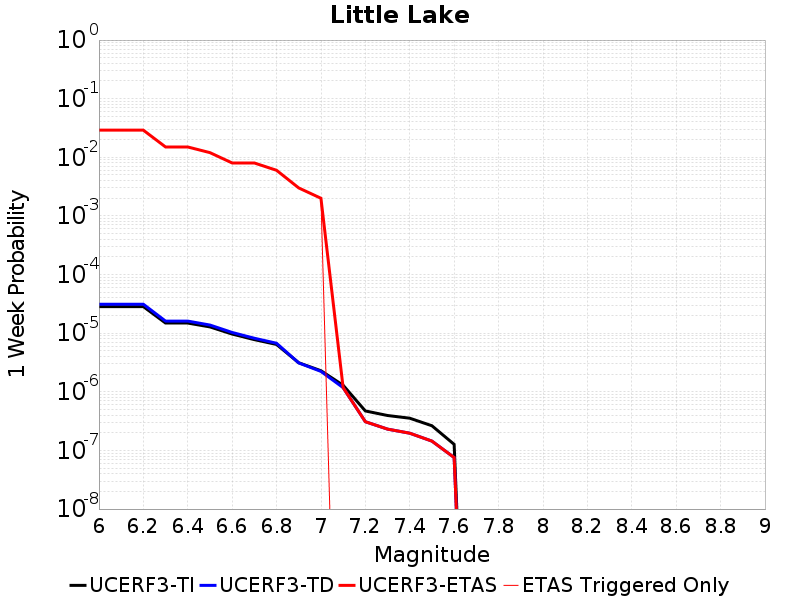 Little Lake
10^0
10^-1
10^-2
10^-3
10^-4
10^-5
10^-6
10^-7
10^-8
1 Week Probability
6 6.2 6.4 6.6 6.8 7 7.2 7.4 7.6 7.8 8 8.2 8.4 8.6 8.8 9
Magnitude
UCERF3-TI UCERF3-TD UCERF3-ETAS ETAS Triggered Only